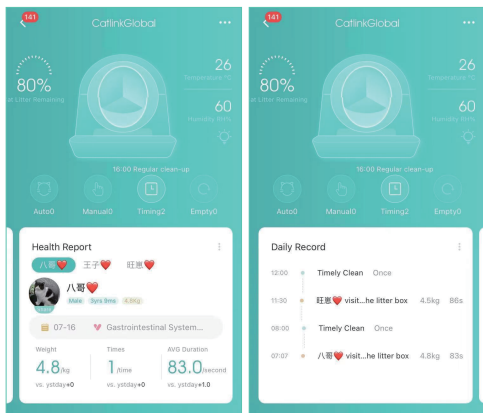 141
CatlinkGlobal
80%
Litter Remaining
26
Temperature °C
60
Humidity RH%
16:00 Regular clean-up
Auto0
Manual0
Timing2
Empty0
Health Report
八哥❤️
王子❤️
旺崽❤️
八哥❤️
Male
5yrs 8mo
4.8kg
07-16
Gastrointestinal System...
Weight
Times
AVG Duration
4.8/kg
1/time
83.0/second
vs. ystday+0
vs. ystday+0
vs. ystday+1.0
141
CatlinkGlobal
80%
Litter Remaining
26
Temperature °C
60
Humidity RH%
16:00 Regular clean-up
Auto0
Manual0
Timing2
Empty0
Daily Record
12:00 Timely Clean Once
11:30 旺崽❤️ visit...he litter box 4.5kg 86s
08:00 Timely Clean Once
07:07 八哥❤️ visit...he litter box 4.8kg 83s